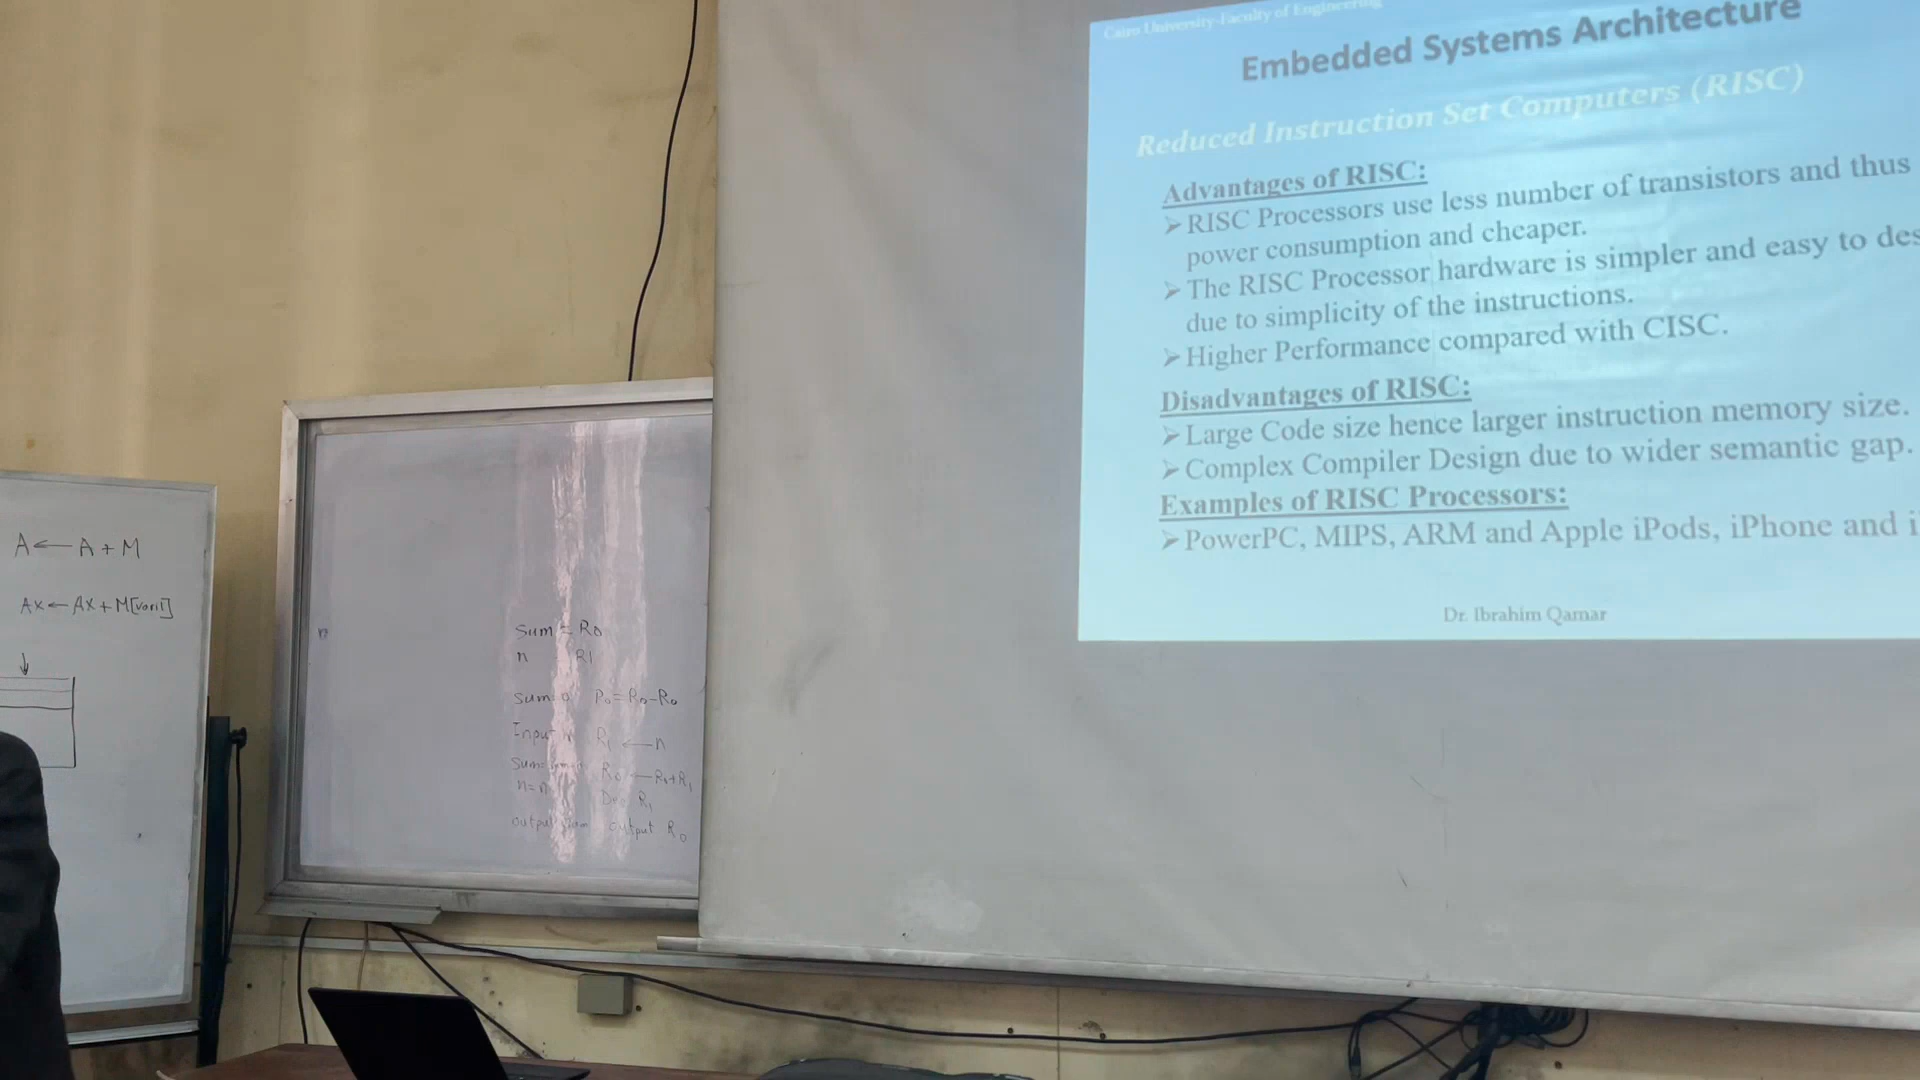 A ← A + M
AX ← AX + M[var1]
n
Sum = R0
n R1
Sum=0 R0=R0-R0
Input n R1 ← n
Sum= R0 ← R0+R1
n=n Dec R1
output sum output R0
Cairo University-Faculty of Engineering
Embedded Systems Architecture
Reduced Instruction Set Computers (RISC)
Advantages of RISC:
➢RISC Processors use less number of transistors and thus
power consumption and cheaper.
➢The RISC Processor hardware is simpler and easy to des
due to simplicity of the instructions.
➢Higher Performance compared with CISC.
Disadvantages of RISC:
➢Large Code size hence larger instruction memory size.
➢Complex Compiler Design due to wider semantic gap.
Examples of RISC Processors:
➢PowerPC, MIPS, ARM and Apple iPods, iPhone and i
Dr. Ibrahim Qamar